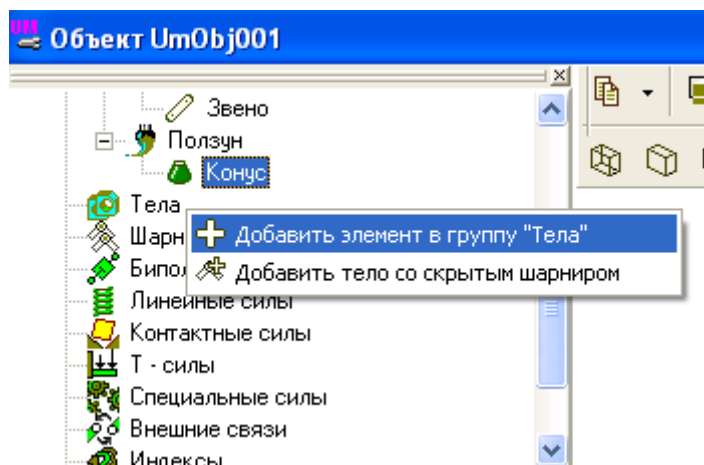 UM
Объект UmObj001
Звено
Ползун
Конус
Тела
Добавить элемент в группу "Тела"
Добавить тело со скрытым шарниром
Линейные силы
Контактные силы
Т - силы
Специальные силы
Внешние связи
Индексы